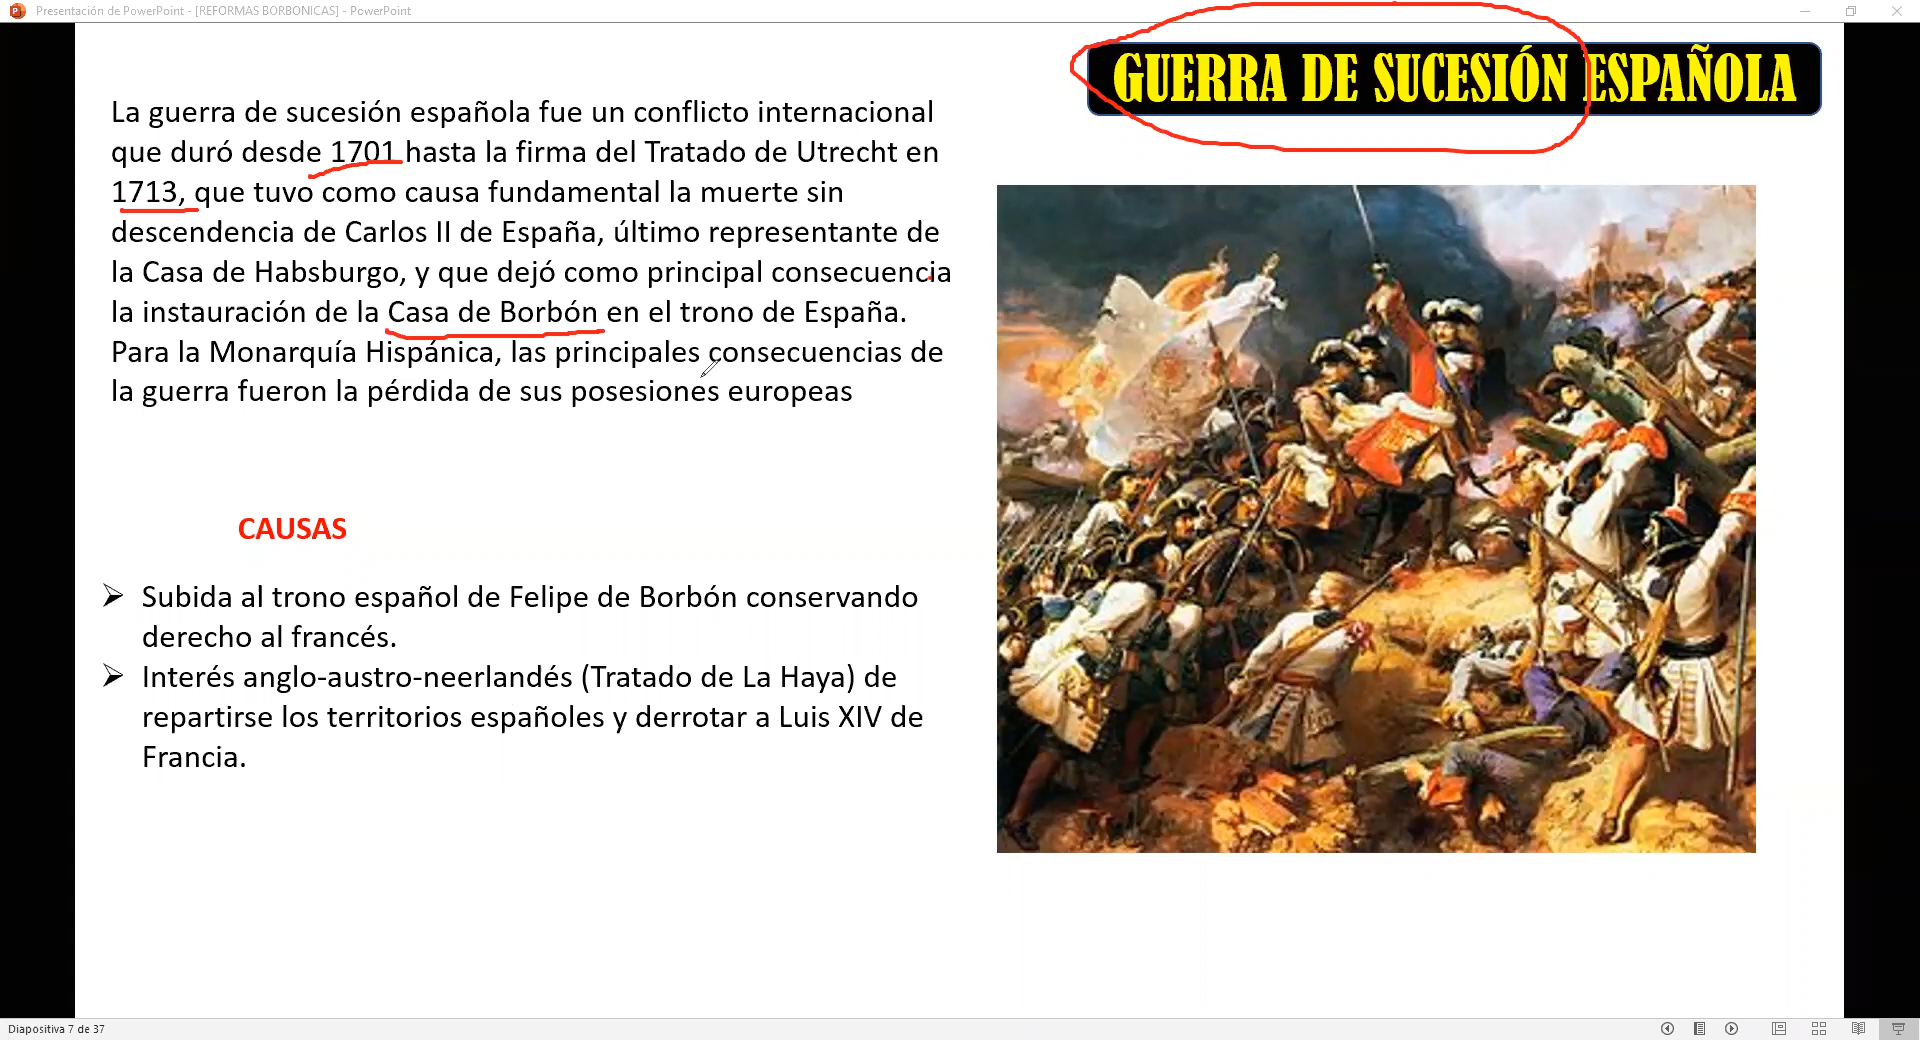 Presentación de PowerPoint - [REFORMAS BORBONICAS] - PowerPoint
GUERRA DE SUCESIÓN ESPAÑOLA
La guerra de sucesión española fue un conflicto internacional
que duró desde 1701 hasta la firma del Tratado de Utrecht en
1713, que tuvo como causa fundamental la muerte sin
descendencia de Carlos II de España, último representante de
la Casa de Habsburgo, y que dejó como principal consecuencia
la instauración de la Casa de Borbón en el trono de España.
Para la Monarquía Hispánica, las principales consecuencias de
la guerra fueron la pérdida de sus posesiones europeas
CAUSAS
Subida al trono español de Felipe de Borbón conservando
derecho al francés.
Interés anglo-austro-neerlandés (Tratado de La Haya) de
repartirse los territorios españoles y derrotar a Luis XIV de
Francia.
Diapositiva 7 de 37